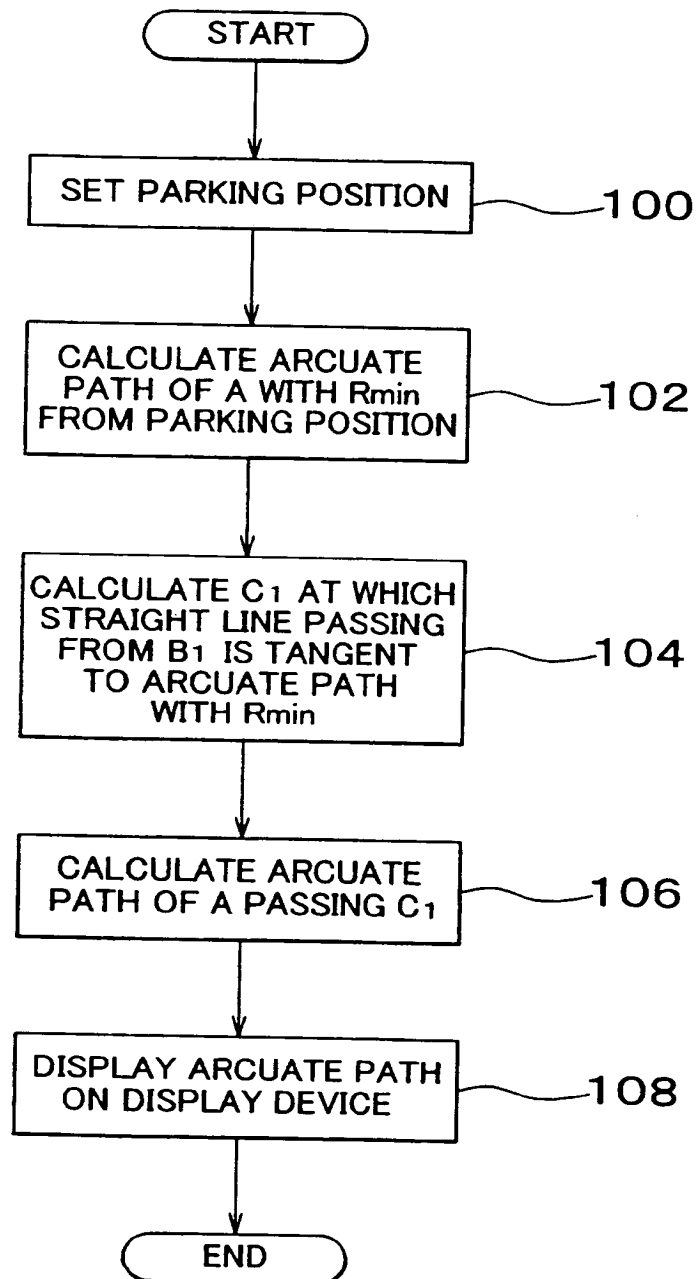 START
SET PARKING POSITION
100
CALCULATE ARCUATE
PATH OF A WITH Rmin
FROM PARKING POSITION
102
CALCULATE C1 AT WHICH
STRAIGHT LINE PASSING
FROM B1 IS TANGENT
TO ARCUATE PATH
WITH Rmin
104
CALCULATE ARCUATE
PATH OF A PASSING C1
106
DISPLAY ARCUATE PATH
ON DISPLAY DEVICE
108
END